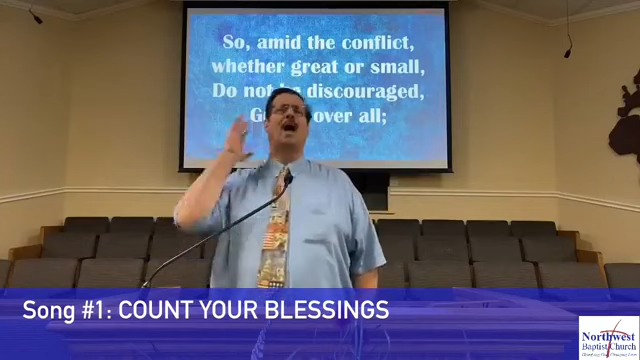 So, amid the conflict,
whether great or small,
Do not be discouraged,
over all;
Song #1: COUNT YOUR BLESSINGS
Northwest
Baptist Church